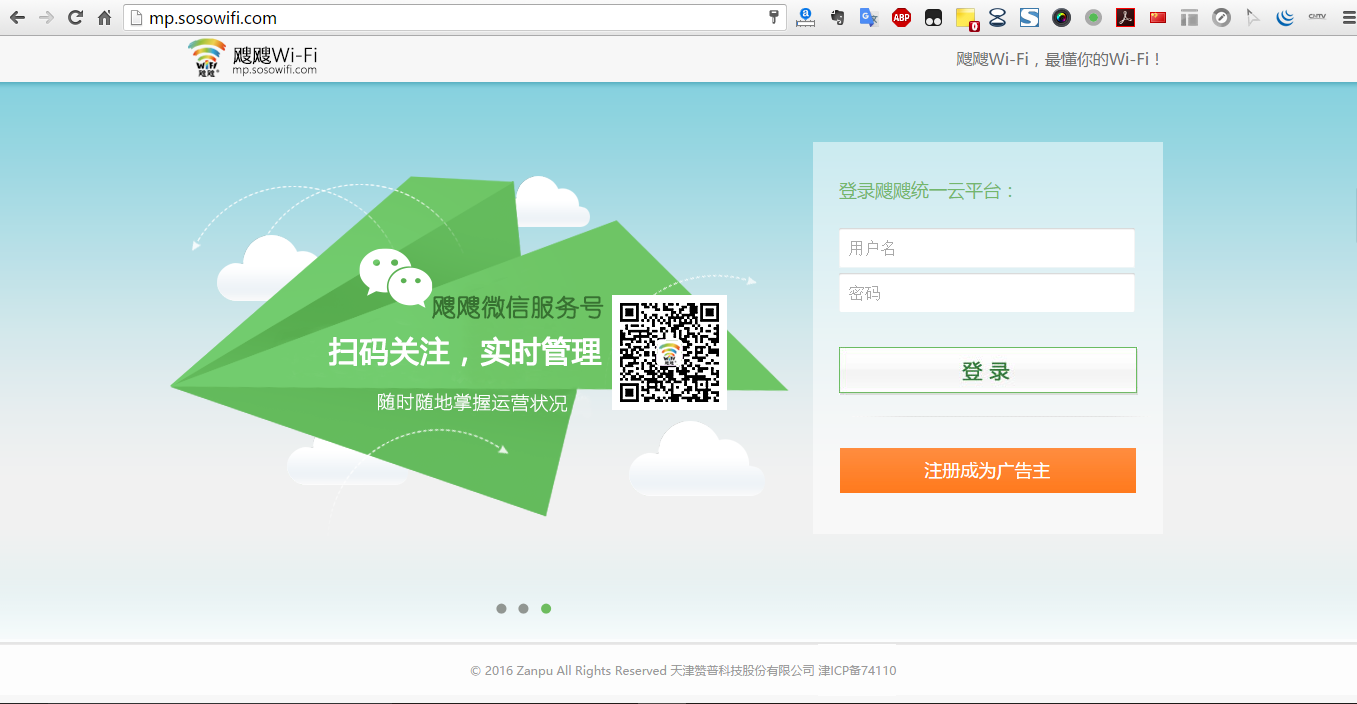 mp.sosowifi.com
飕飕Wi-Fi
mp.sosowifi.com
WiFi
飕飕
飕飕Wi-Fi，最懂你的Wi-Fi！
登录飕飕统一云平台：
用户名
密码
登 录
注册成为广告主
飕飕微信服务号
扫码关注，实时管理
随时随地掌握运营状况
© 2016 Zanpu All Rights Reserved 天津赞普科技股份有限公司 津ICP备74110
ABP
0